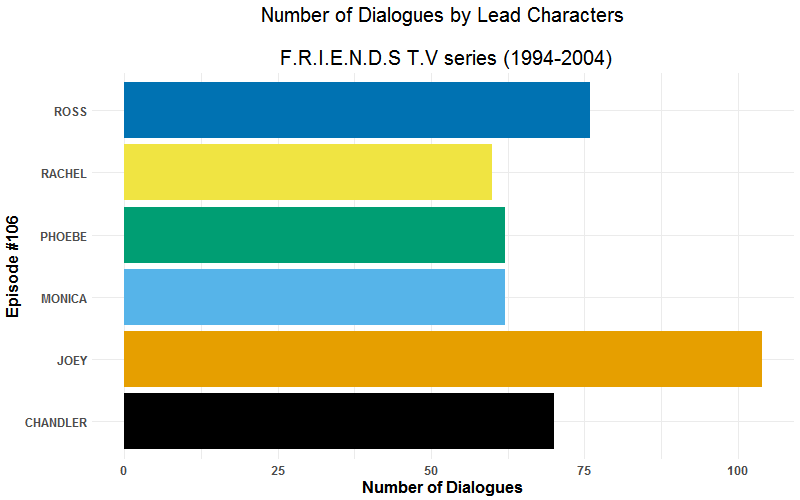 Number of Dialogues by Lead Characters
F.R.I.E.N.D.S T.V series (1994-2004)
Episode #106
ROSS
RACHEL
PHOEBE
MONICA
JOEY
CHANDLER
0 25 50 75 100
Number of Dialogues